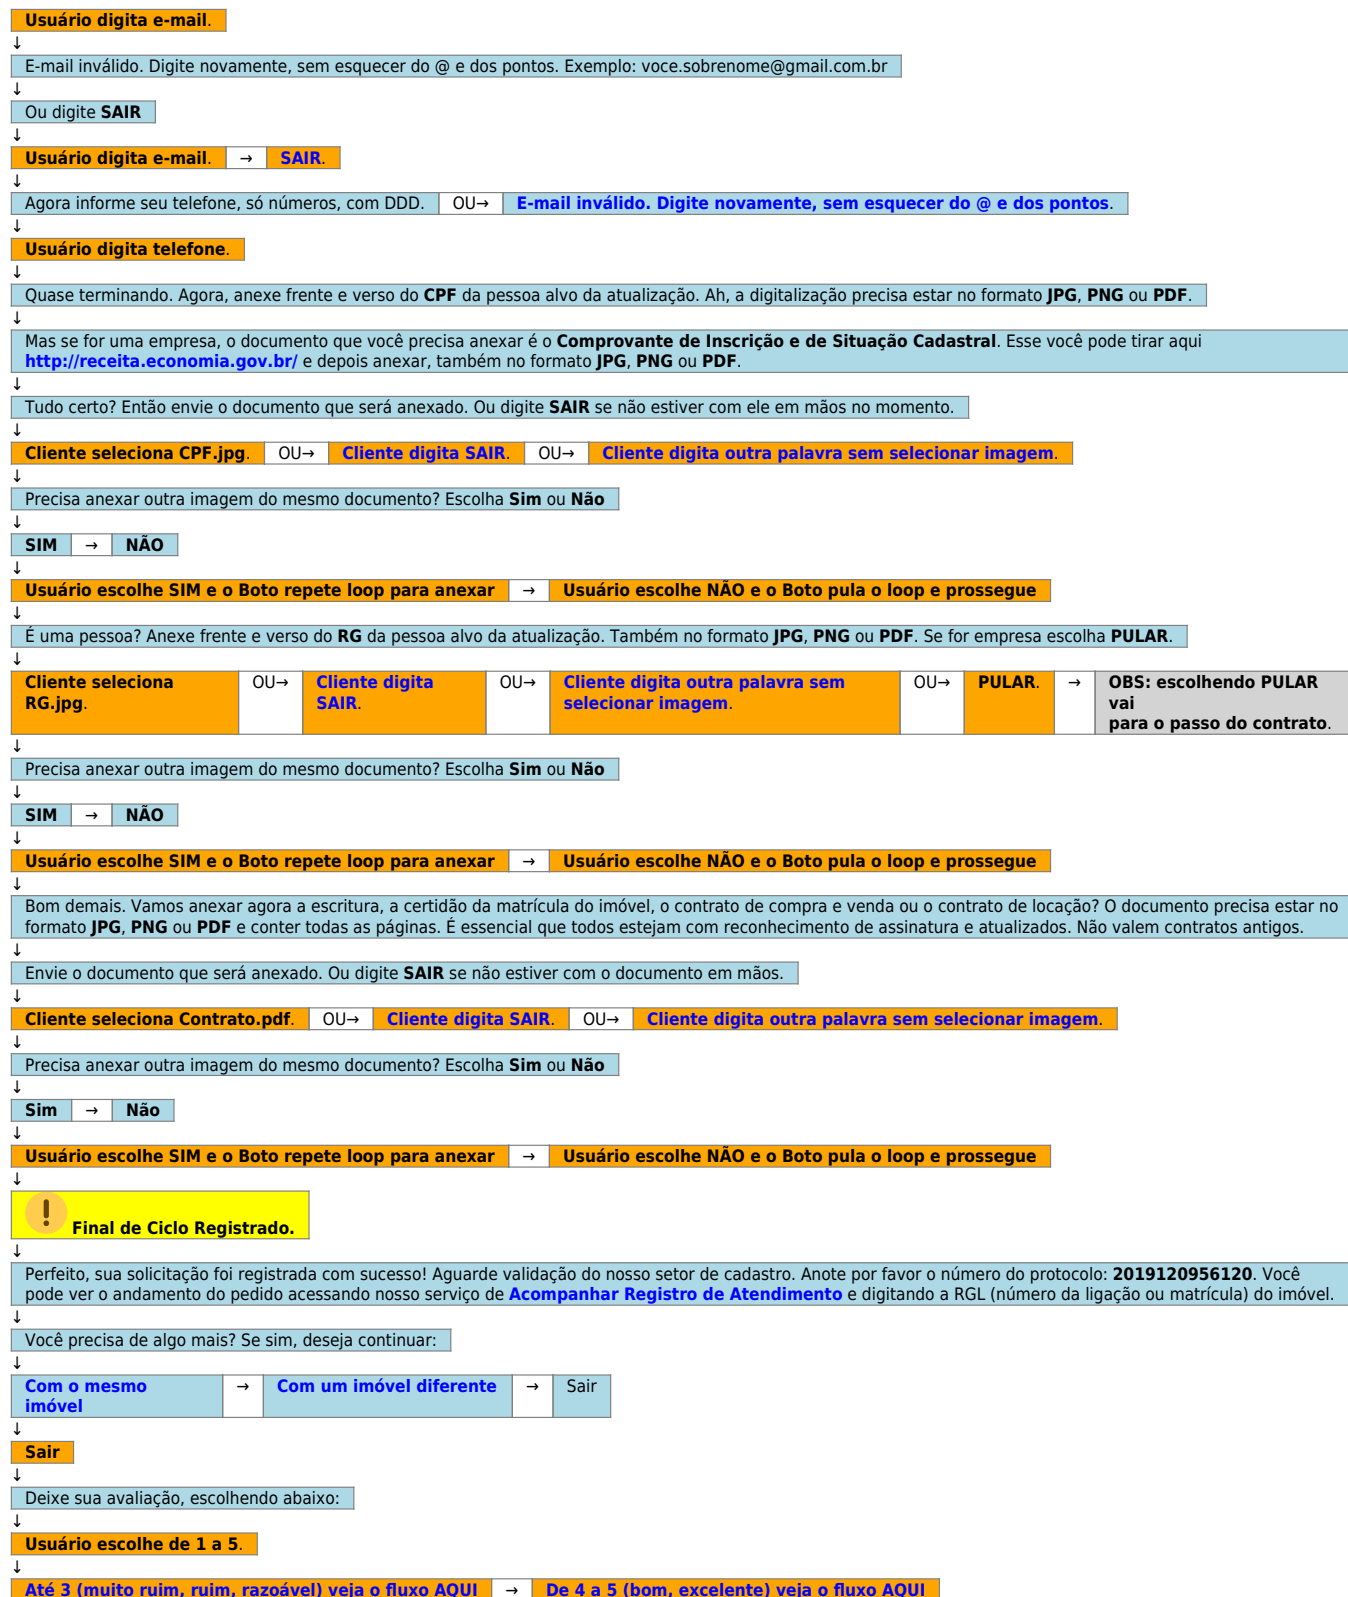 Usuário digita e-mail.
↓
E-mail inválido. Digite novamente, sem esquecer do @ e dos pontos. Exemplo: voce.sobrenome@gmail.com.br
↓
Ou digite SAIR
↓
Usuário digita e-mail. → SAIR.
↓
Agora informe seu telefone, só números, com DDD. OU→ E-mail inválido. Digite novamente, sem esquecer do @ e dos pontos.
↓
Usuário digita telefone.
↓
Quase terminando. Agora, anexe frente e verso do CPF da pessoa alvo da atualização. Ah, a digitalização precisa estar no formato JPG, PNG ou PDF.
↓
Mas se for uma empresa, o documento que você precisa anexar é o Comprovante de Inscrição e de Situação Cadastral. Esse você pode tirar aqui
http://receita.economia.gov.br/ e depois anexar, também no formato JPG, PNG ou PDF.
↓
Tudo certo? Então envie o documento que será anexado. Ou digite SAIR se não estiver com ele em mãos no momento.
↓
Cliente seleciona CPF.jpg. OU→ Cliente digita SAIR. OU→ Cliente digita outra palavra sem selecionar imagem.
↓
Precisa anexar outra imagem do mesmo documento? Escolha Sim ou Não
↓
SIM → NÃO
↓
Usuário escolhe SIM e o Boto repete loop para anexar → Usuário escolhe NÃO e o Boto pula o loop e prossegue
↓
É uma pessoa? Anexe frente e verso do RG da pessoa alvo da atualização. Também no formato JPG, PNG ou PDF. Se for empresa escolha PULAR.
↓
Cliente seleciona
RG.jpg.
OU→
Cliente digita
SAIR.
OU→
Cliente digita outra palavra sem
selecionar imagem.
OU→
PULAR.
→
OBS: escolhendo PULAR
vai
para o passo do contrato.
↓
Precisa anexar outra imagem do mesmo documento? Escolha Sim ou Não
↓
SIM → NÃO
↓
Usuário escolhe SIM e o Boto repete loop para anexar → Usuário escolhe NÃO e o Boto pula o loop e prossegue
↓
Bom demais. Vamos anexar agora a escritura, a certidão da matrícula do imóvel, o contrato de compra e venda ou o contrato de locação? O documento precisa estar no
formato JPG, PNG ou PDF e conter todas as páginas. É essencial que todos estejam com reconhecimento de assinatura e atualizados. Não valem contratos antigos.
↓
Envie o documento que será anexado. Ou digite SAIR se não estiver com o documento em mãos.
↓
Cliente seleciona Contrato.pdf. OU→ Cliente digita SAIR. OU→ Cliente digita outra palavra sem selecionar imagem.
↓
Precisa anexar outra imagem do mesmo documento? Escolha Sim ou Não
↓
Sim → Não
↓
Usuário escolhe SIM e o Boto repete loop para anexar → Usuário escolhe NÃO e o Boto pula o loop e prossegue
↓
! Final de Ciclo Registrado.
↓
Perfeito, sua solicitação foi registrada com sucesso! Aguarde validação do nosso setor de cadastro. Anote por favor o número do protocolo: 2019120956120. Você
pode ver o andamento do pedido acessando nosso serviço de Acompanhar Registro de Atendimento e digitando a RGL (número da ligação ou matrícula) do imóvel.
↓
Você precisa de algo mais? Se sim, deseja continuar:
↓
Com o mesmo
imóvel
→
Com um imóvel diferente
→
Sair
↓
Sair
↓
Deixe sua avaliação, escolhendo abaixo:
↓
Usuário escolhe de 1 a 5.
↓
Até 3 (muito ruim, ruim, razoável) veja o fluxo AQUI → De 4 a 5 (bom, excelente) veja o fluxo AQUI